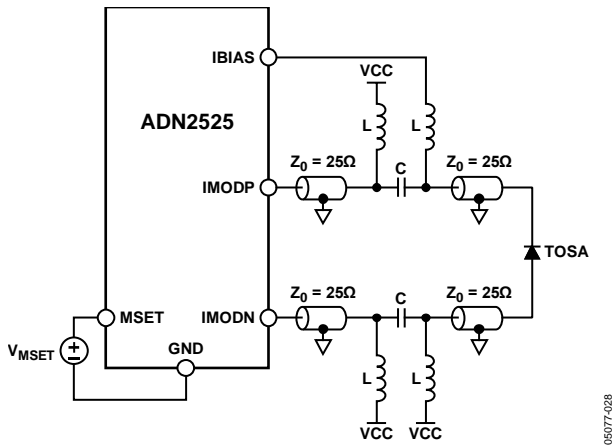 IBIAS
VCC
ADN2525
L
L
Z0 = 25Ω
C
Z0 = 25Ω
IMODP
TOSA
Z0 = 25Ω
C
Z0 = 25Ω
MSET
IMODN
VMSET
GND
L
L
VCC
VCC
05077-028